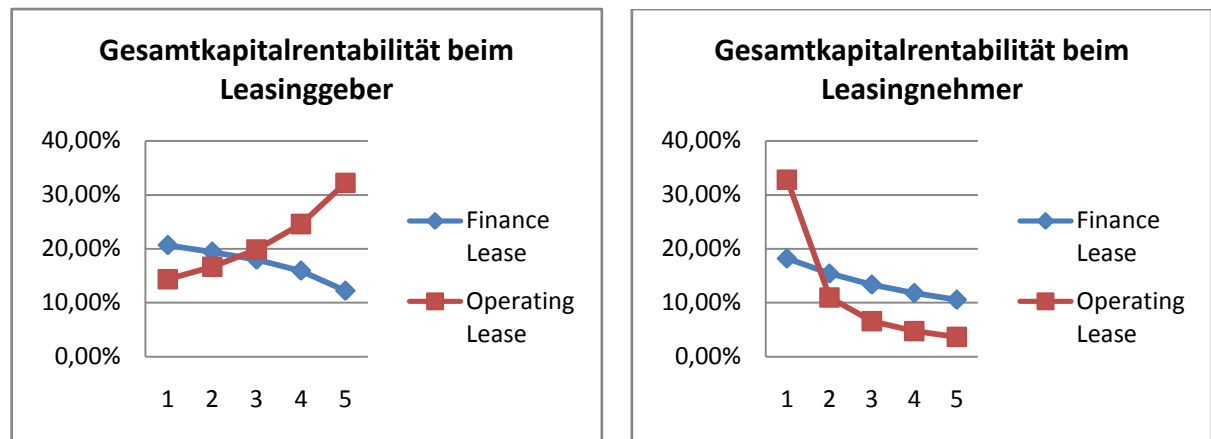 Gesamtkapitalrentabilität beim
Leasinggeber
40,00%
30,00%
20,00%
10,00%
0,00%
1 2 3 4 5
Finance
Lease
Operating
Lease
Gesamtkapitalrentabilität beim
Leasingnehmer
40,00%
30,00%
20,00%
10,00%
0,00%
1 2 3 4 5
Finance
Lease
Operating
Lease